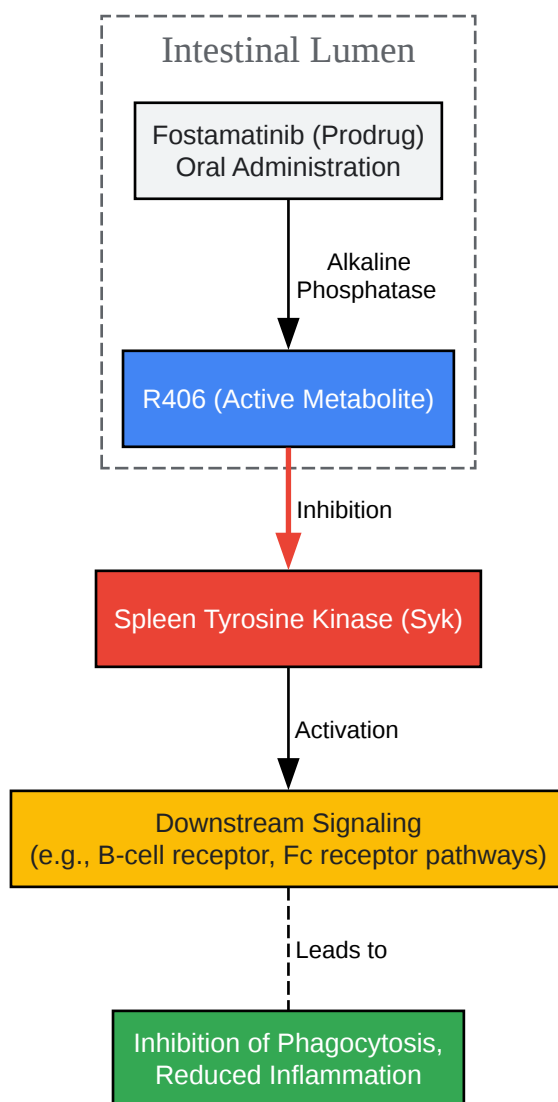 Intestinal Lumen
Fostamatinib (Prodrug)
Oral Administration
Alkaline
Phosphatase
R406 (Active Metabolite)
Inhibition
Spleen Tyrosine Kinase (Syk)
Activation
Downstream Signaling
(e.g., B-cell receptor, Fc receptor pathways)
Leads to
Inhibition of Phagocytosis,
Reduced Inflammation